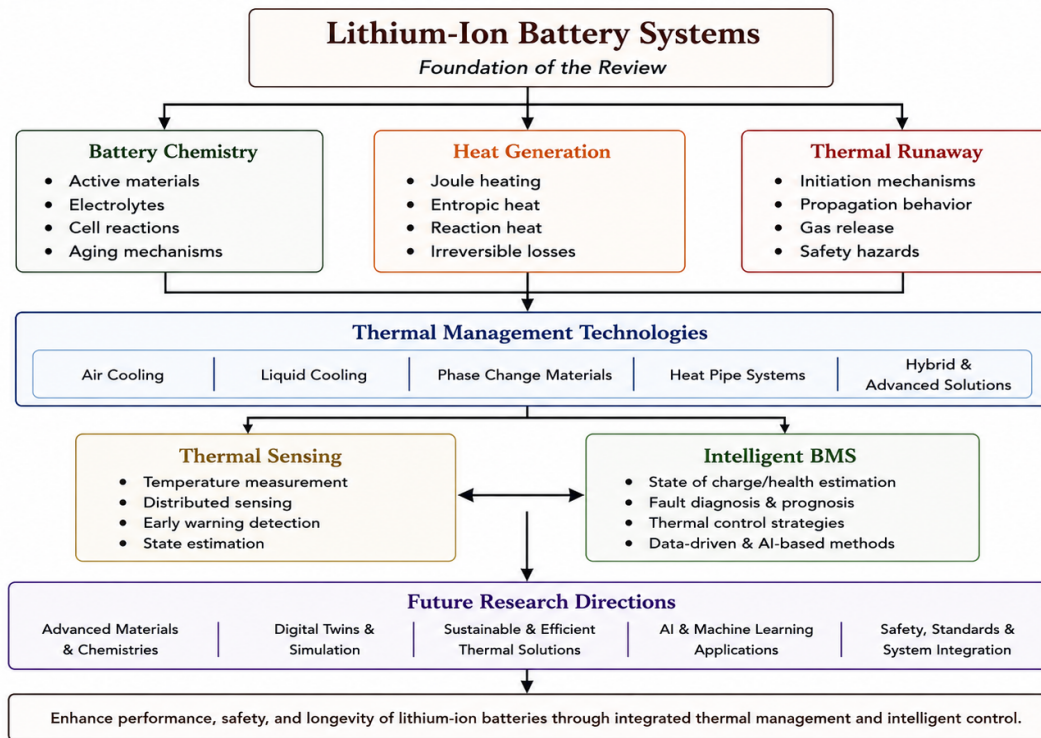 Lithium-Ion Battery Systems
Foundation of the Review
Battery Chemistry
• Active materials
• Electrolytes
• Cell reactions
• Aging mechanisms
Heat Generation
• Joule heating
• Entropic heat
• Reaction heat
• Irreversible losses
Thermal Runaway
• Initiation mechanisms
• Propagation behavior
• Gas release
• Safety hazards
Thermal Management Technologies
Air Cooling
Liquid Cooling
Phase Change Materials
Heat Pipe Systems
Hybrid &
Advanced Solutions
Thermal Sensing
• Temperature measurement
• Distributed sensing
• Early warning detection
• State estimation
Intelligent BMS
• State of charge/health estimation
• Fault diagnosis & prognosis
• Thermal control strategies
• Data-driven & AI-based methods
Future Research Directions
Advanced Materials
& Chemistries
Digital Twins &
Simulation
Sustainable & Efficient
Thermal Solutions
AI & Machine Learning
Applications
Safety, Standards &
System Integration
Enhance performance, safety, and longevity of lithium-ion batteries through integrated thermal management and intelligent control.